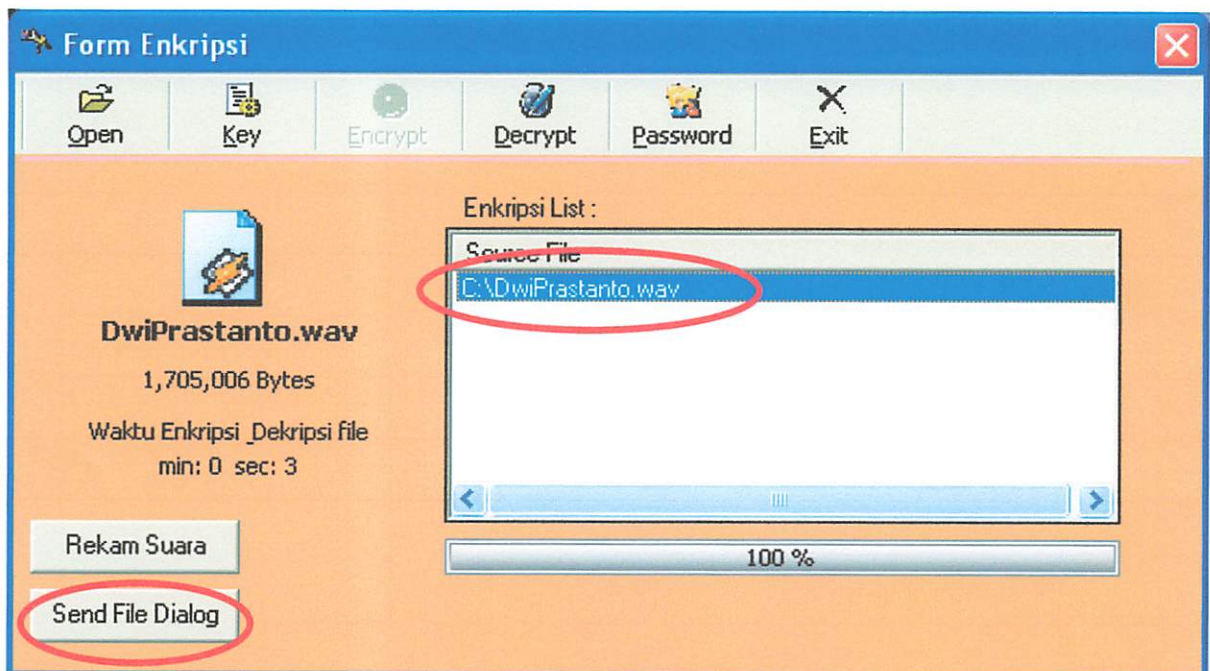 Form Enkripsi
Open Key Encrypt Decrypt Password Exit
Enkripsi List :
Source File
C:\DwiPrastanto.wav
DwiPrastanto.wav
1,705,006 Bytes
Waktu Enkripsi _Dekripsi file
min: 0 sec: 3
Rekam Suara
100 %
Send File Dialog